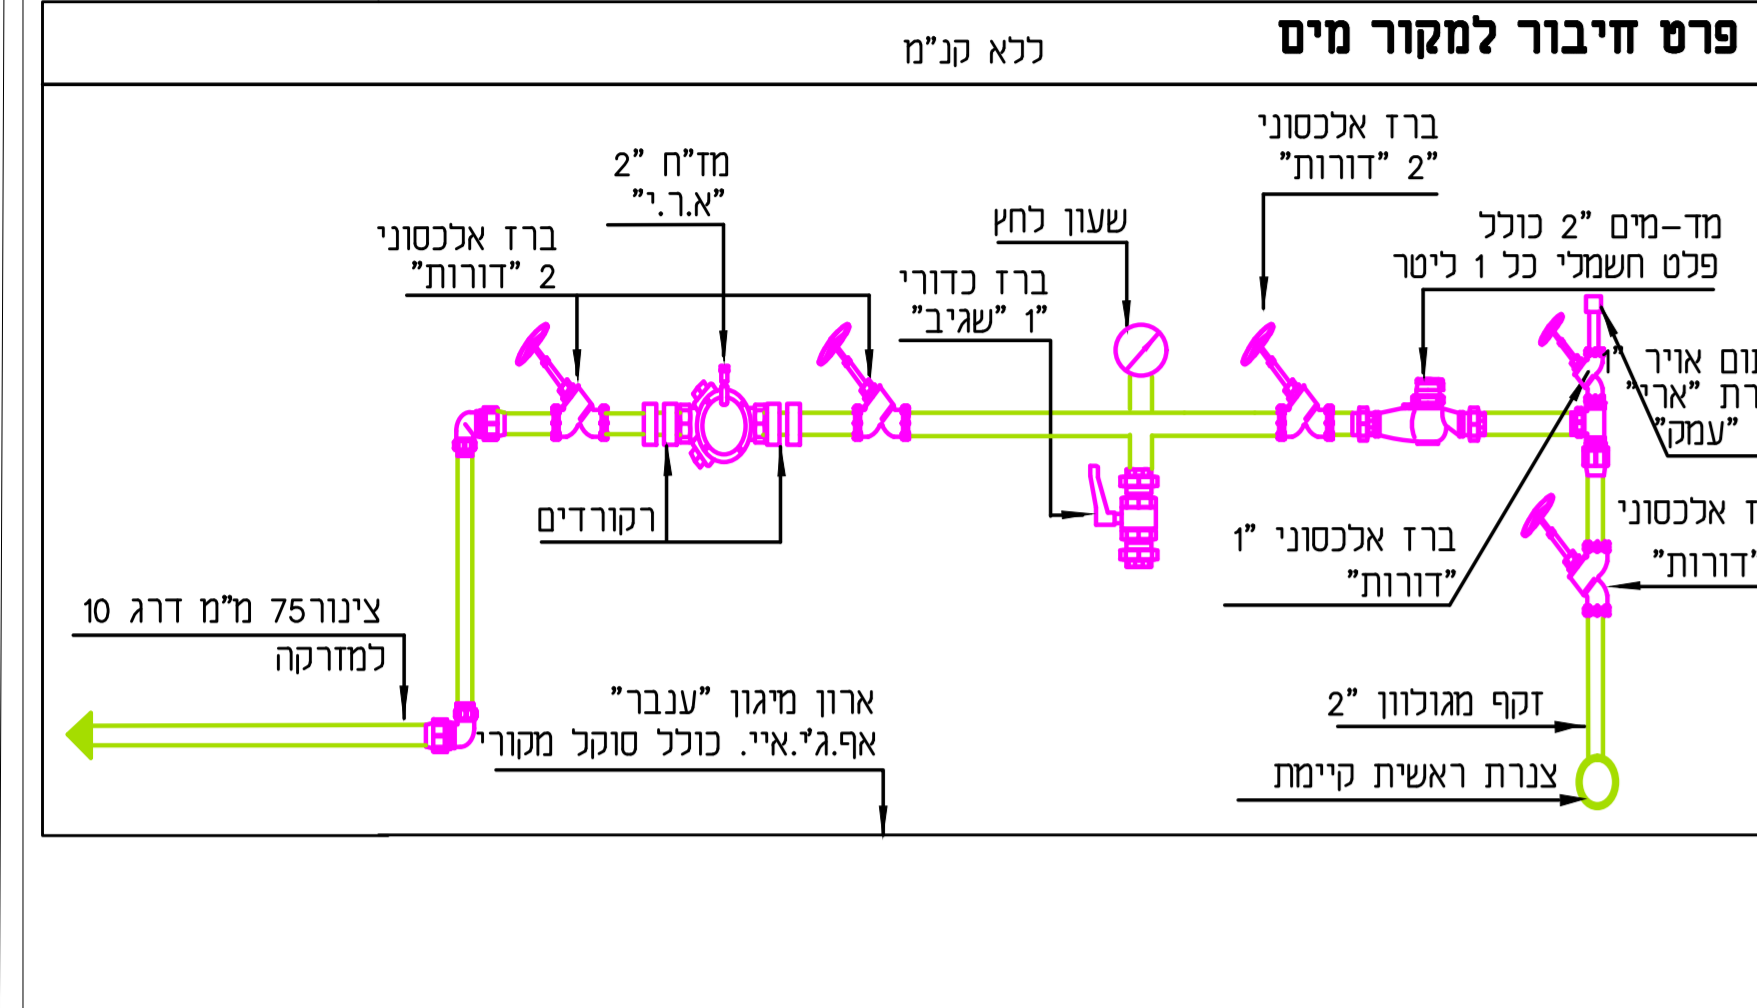 פרט חיבור למקור מים
ללא קנ"מ
ברז אלכסוני
2" "דורות"
מד-מים 2" כולל
פלט חשמלי כל 1 ליטר
שעון לחץ
ברז כדורי
1" "שגיב"
מז"ח 2"
"א.ר.י"
ברז אלכסוני
2 "דורות"
אויר 1"
"ארי"
"עמק"
רקורדים
ברז אלכסוני 1"
"דורות"
אלכסוני
"דורות"
צינור75 מ"מ דרג 10
למזרקה
ארון מיגון "ענבר"
אף.ג'י.איי. כולל סוקל מקורי
זקף מגולוון 2"
צנרת ראשית קיימת